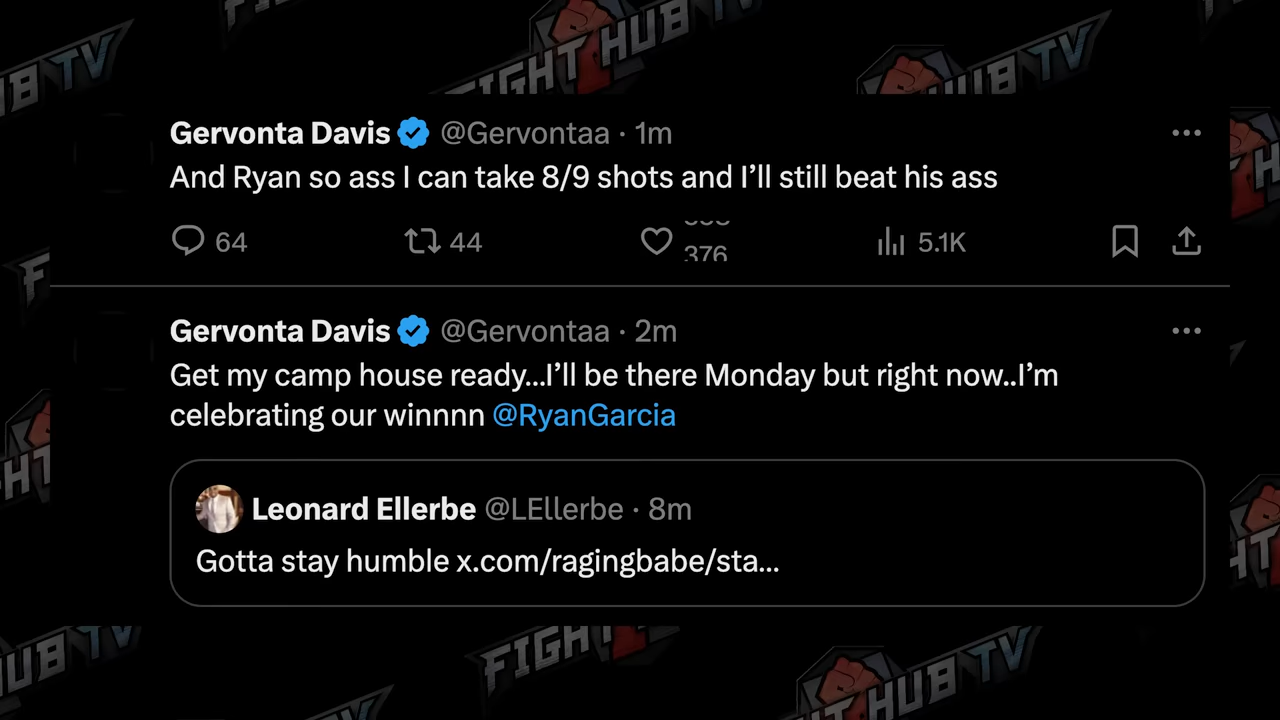 FIGHT HUB TV
Gervonta Davis @Gervontaa · 1m
And Ryan so ass I can take 8/9 shots and I’ll still beat his ass
64 44 376 5.1K
Gervonta Davis @Gervontaa · 2m
Get my camp house ready...I’ll be there Monday but right now..I’m
celebrating our winnnn @RyanGarcia
Leonard Ellerbe @LEllerbe · 8m
Gotta stay humble x.com/ragingbabe/sta...
FIGHT HUB TV